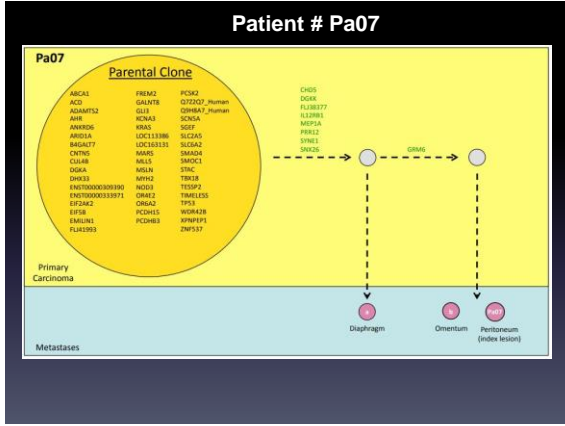 Patient # Pa07
Pa07
Parental Clone
ABCA1
ACD
ADAMTS2
AHR
ANKRD6
ARID1A
B4GALT7
CNTN5
CUL4B
DGKA
DHX33
ENST00000309390
ENST00000333971
EIF2AK2
EIF5B
EMILIN1
FLJ41993
FREM2
GALNT8
GLI3
KCNA3
KRAS
LOC113386
LOC163131
MARS
MLL5
MSLN
MYH2
NOD3
OR4E2
OR6A2
PCDH15
PCDHB3
PCSK2
Q7Z2Q7_Human
Q9H8A7_Human
SCN5A
SGEF
SLC2A5
SLC6A2
SMAD4
SMOC1
STAC
TBX18
TESSP2
TIMELESS
TP53
WDR42B
XPNPEP1
ZNF537
CHD5
DGKK
FLJ38377
IL12RB1
MEP1A
PRR12
SYNE1
SNX26
GRM6
Primary
Carcinoma
a
b
Pa07
Diaphragm
Omentum
Peritoneum
(index lesion)
Metastases